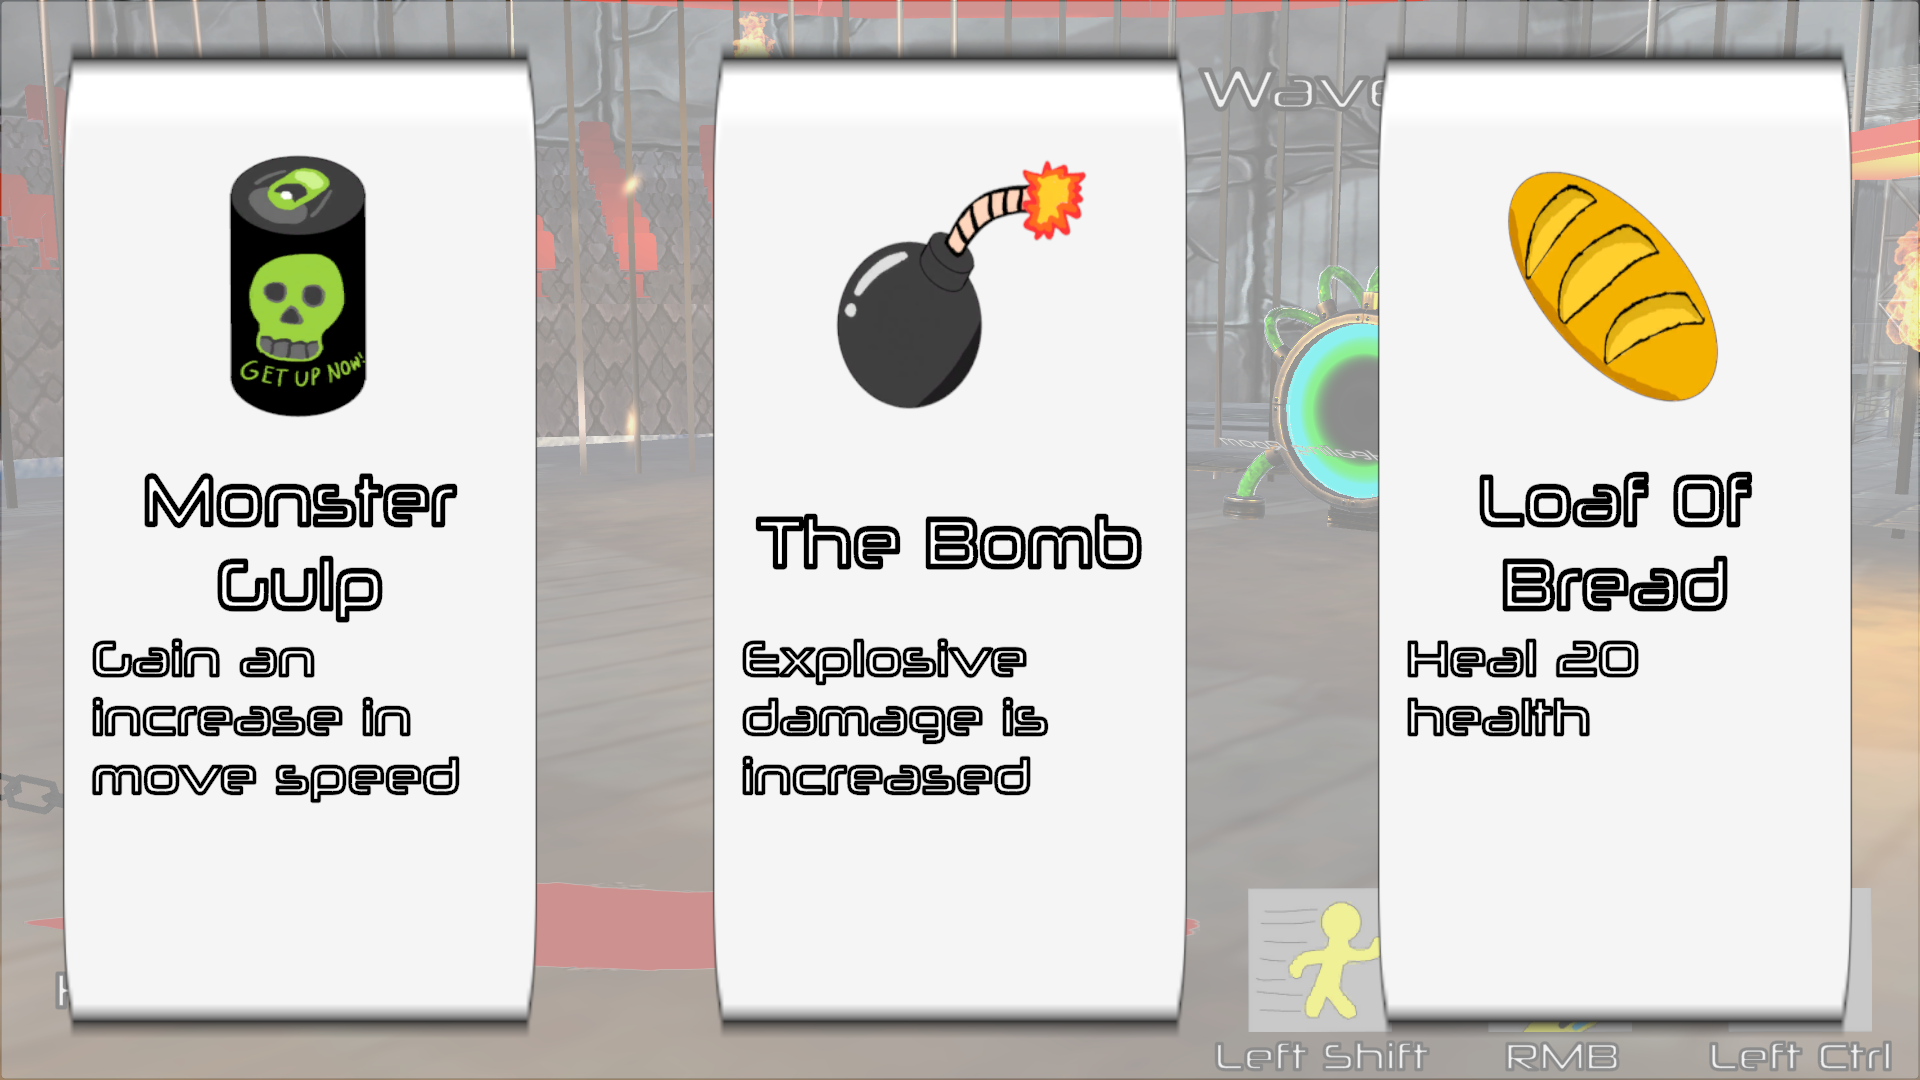 Wave
GET UP NOW!
Monster
Gulp
Gain an
increase in
move speed
The Bomb
Explosive
damage is
increased
Loaf Of
Bread
Heal 20
health
Left Shift
RMB
Left Ctrl